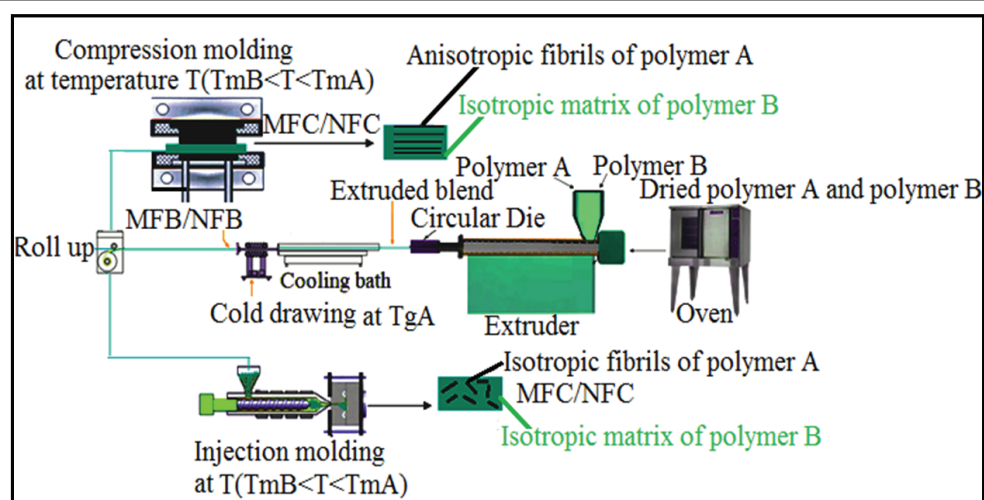 Compression molding
at temperature T(TmB<T<TmA)
Anisotropic fibrils of polymer A
Isotropic matrix of polymer B
MFC/NFC
Polymer A
Polymer B
Extruded blend
Dried polymer A and polymer B
MFB/NFB
Circular Die
Roll up
Cooling bath
Cold drawing at TgA
Extruder
Oven
Isotropic fibrils of polymer A
MFC/NFC
Isotropic matrix of polymer B
Injection molding
at T(TmB<T<TmA)